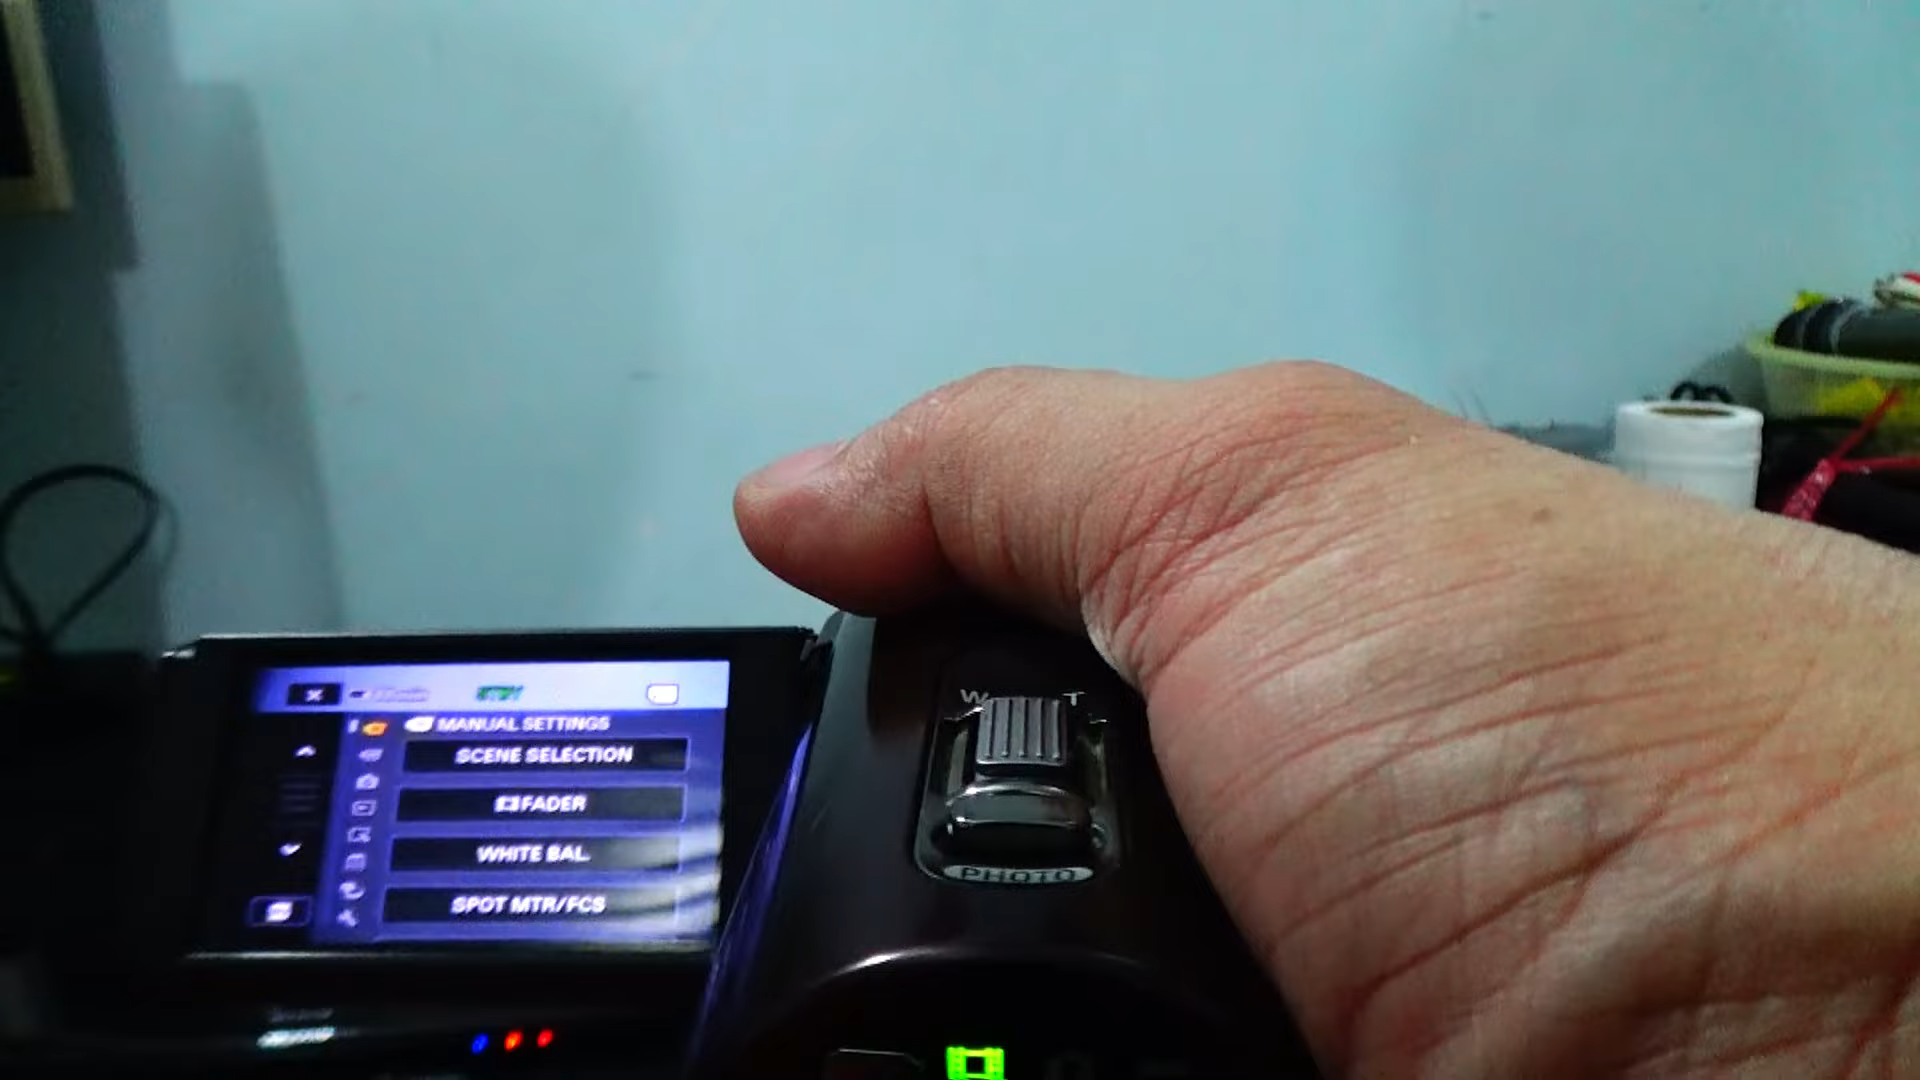 MANUAL SETTINGS
SCENE SELECTION
FADER
WHITE BAL.
SPOT MTR/FCS
W T
PHOTO